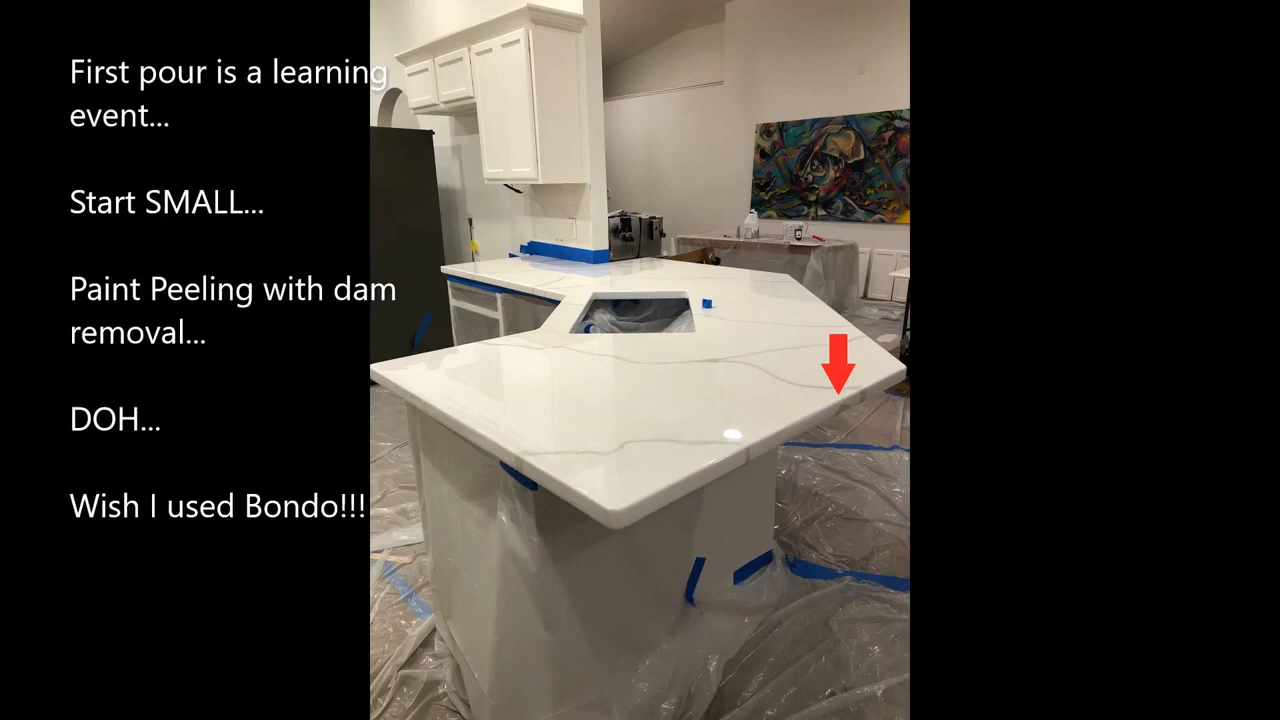 First pour is a learning
event...
Start SMALL...
Paint Peeling with dam
removal...
DOH...
Wish I used Bondo!!!